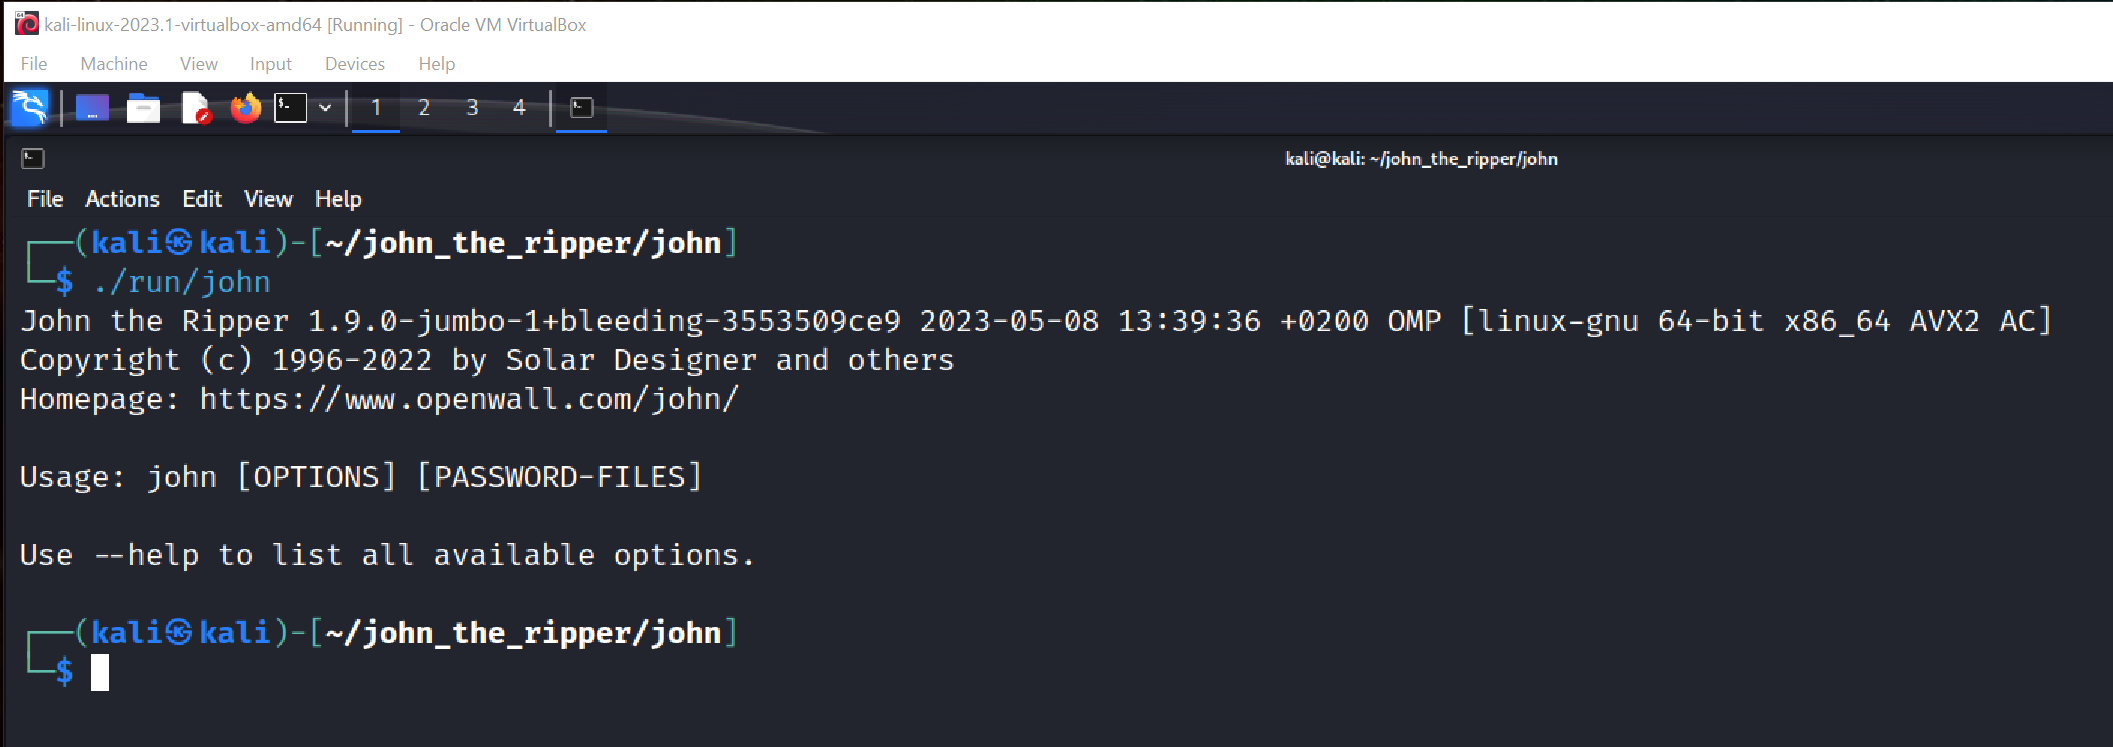 kali-linux-2023.1-virtualbox-amd64 [Running] - Oracle VM VirtualBox
File Machine View Input Devices Help
1 2 3 4
kali@kali: ~/john_the_ripper/john
File Actions Edit View Help
┌──(kali㉿kali)-[~/john_the_ripper/john]
└─$ ./run/john
John the Ripper 1.9.0-jumbo-1+bleeding-3553509ce9 2023-05-08 13:39:36 +0200 OMP [linux-gnu 64-bit x86_64 AVX2 AC]
Copyright (c) 1996-2022 by Solar Designer and others
Homepage: https://www.openwall.com/john/
Usage: john [OPTIONS] [PASSWORD-FILES]
Use --help to list all available options.
┌──(kali㉿kali)-[~/john_the_ripper/john]
└─$